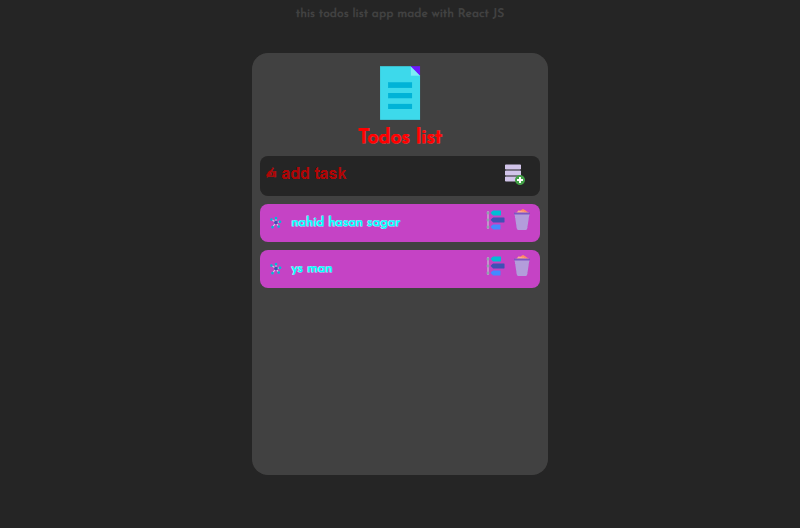 this todos list app made with React JS
Todos list
add task
nahid hasan sagar
ys man